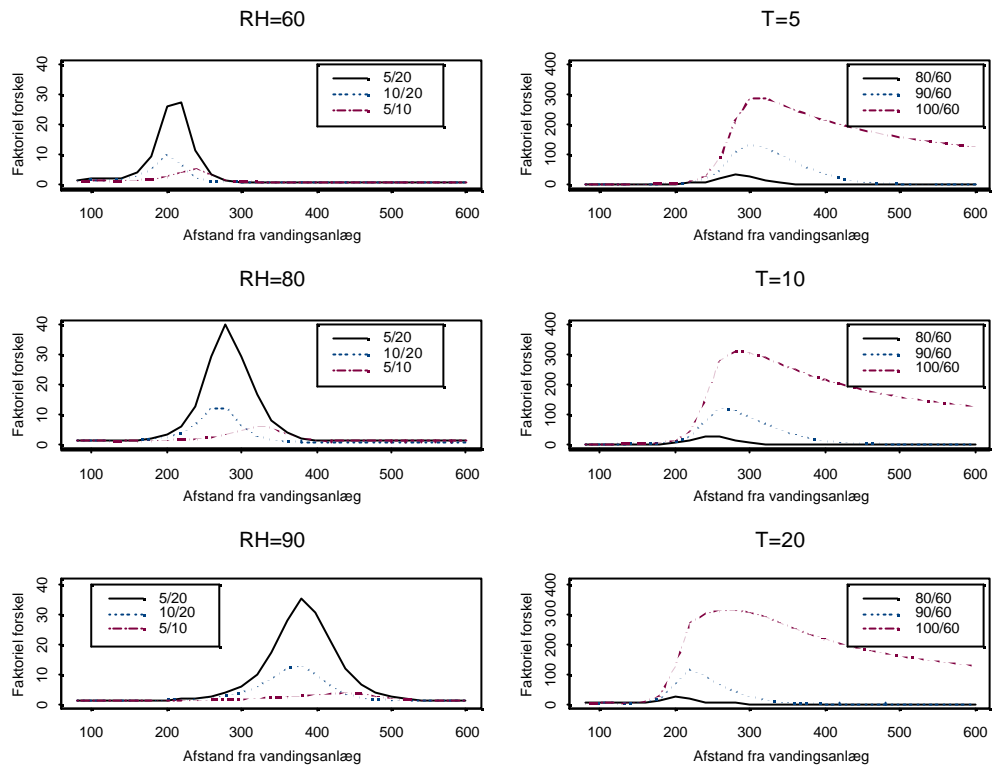 RH=60
Faktoriel forskel
0 10 20 30 40
5/20
10/20
5/10
100 200 300 400 500 600
Afstand fra vandingsanlæg
T=5
Faktoriel forskel
0 100 200 300 400
80/60
90/60
100/60
100 200 300 400 500 600
Afstand fra vandingsanlæg
RH=80
Faktoriel forskel
0 10 20 30 40
5/20
10/20
5/10
100 200 300 400 500 600
Afstand fra vandingsanlæg
T=10
Faktoriel forskel
0 100 200 300 400
80/60
90/60
100/60
100 200 300 400 500 600
Afstand fra vandingsanlæg
RH=90
Faktoriel forskel
0 10 20 30 40
5/20
10/20
5/10
100 200 300 400 500 600
Afstand fra vandingsanlæg
T=20
Faktoriel forskel
0 100 200 300 400
80/60
90/60
100/60
100 200 300 400 500 600
Afstand fra vandingsanlæg